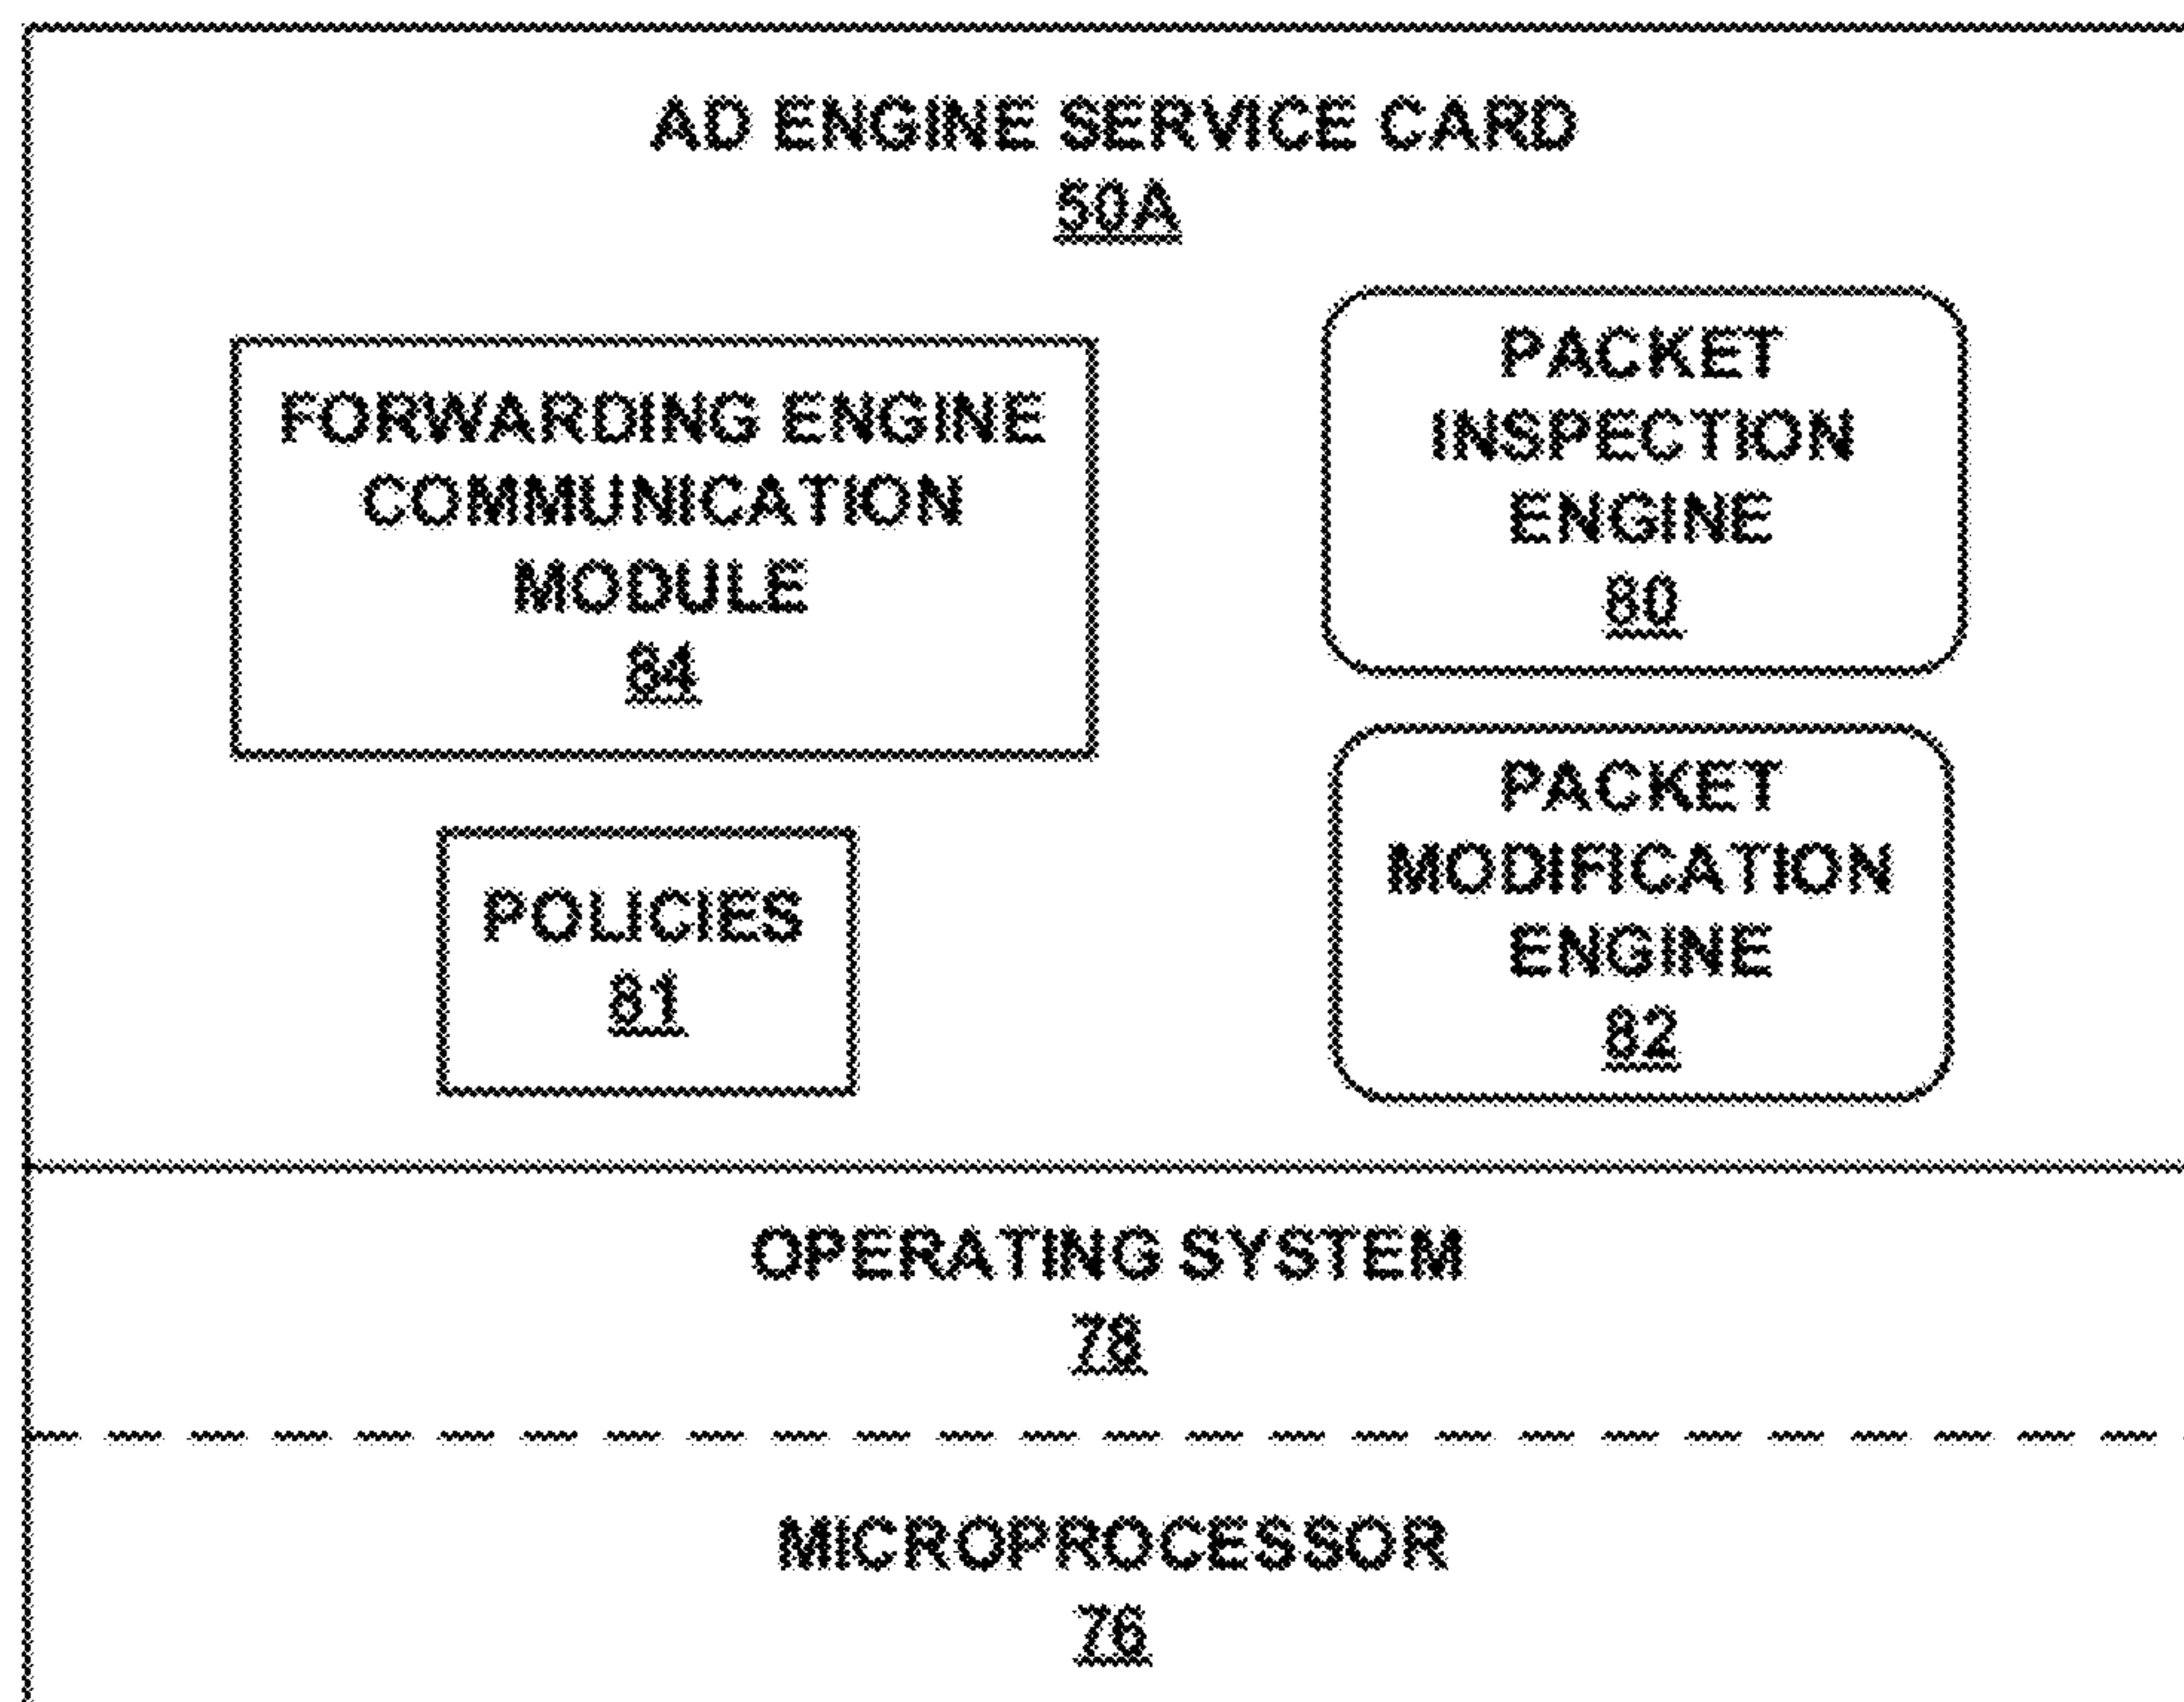 AD ENGINE SERVICE CARD
50A
FORWARDING ENGINE
COMMUNICATION
MODULE
84
POLICIES
81
PACKET
INSPECTION
ENGINE
80
PACKET
MODIFICATION
ENGINE
82
OPERATING SYSTEM
78
MICROPROCESSOR
76